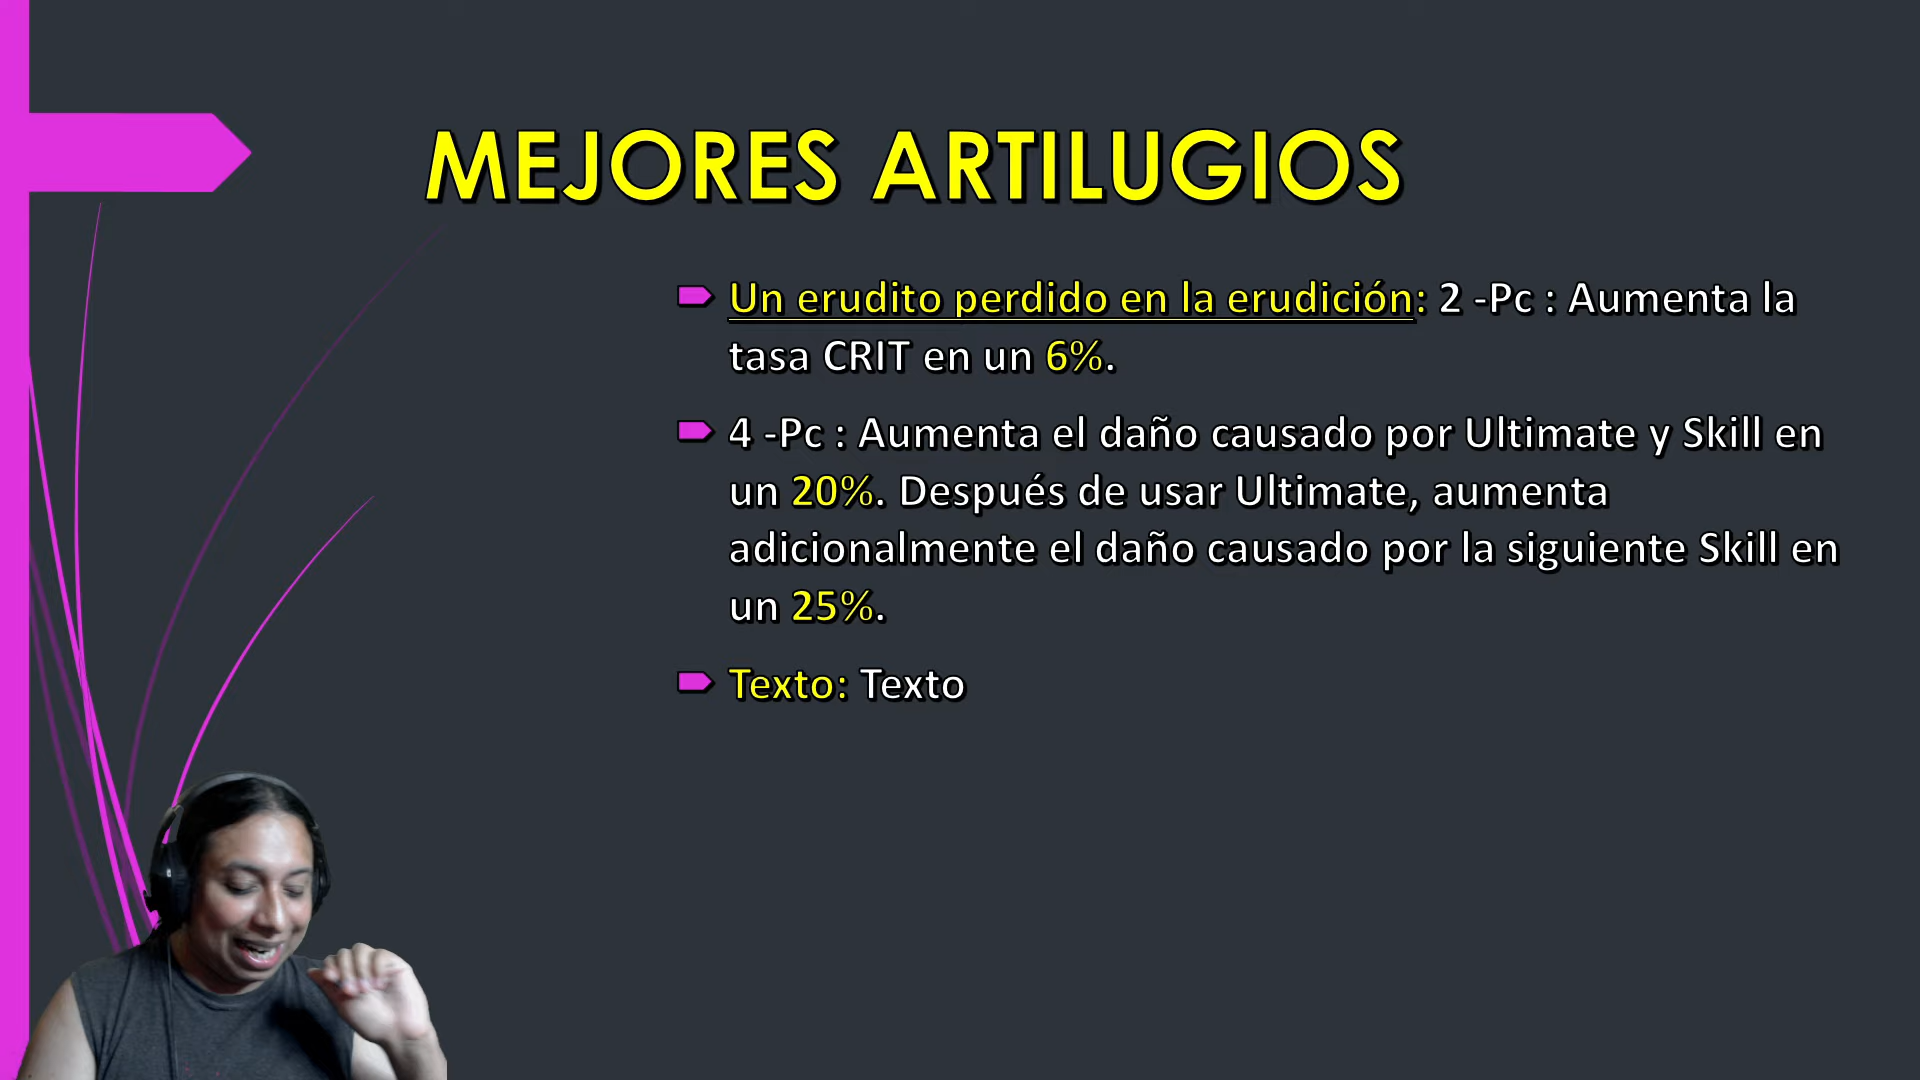 MEJORES ARTILUGIOS
Un erudito perdido en la erudición: 2 -Pc : Aumenta la
tasa CRIT en un 6%.
4 -Pc : Aumenta el daño causado por Ultimate y Skill en
un 20%. Después de usar Ultimate, aumenta
adicionalmente el daño causado por la siguiente Skill en
un 25%.
Texto: Texto